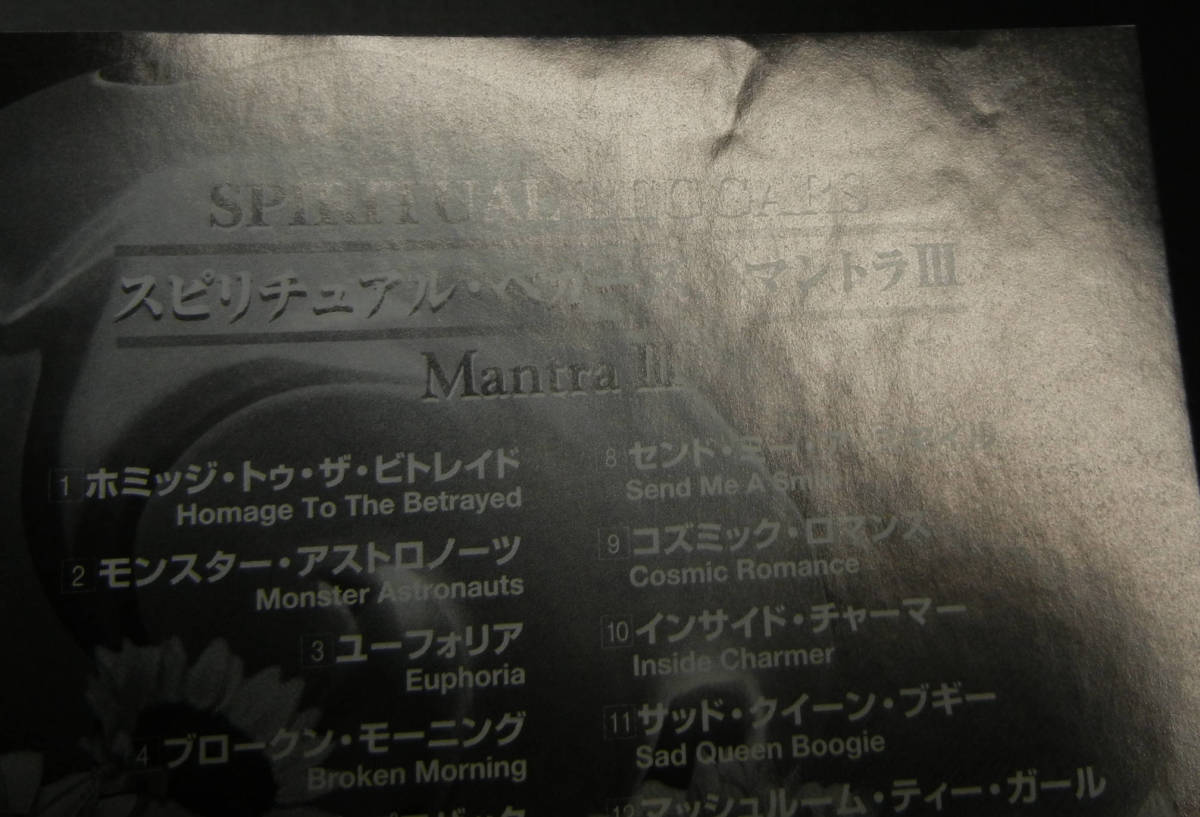 SPIRITUAL BEGGARS
スピリチュアル・ベガーズ／マントラIII
Mantra III
1 ホミッジ・トゥ・ザ・ビトレイド
Homage To The Betrayed
2 モンスター・アストロノーツ
Monster Astronauts
3 ユーフォリア
Euphoria
4 ブロークン・モーニング
Broken Morning
8 センド・ミー・ア・スマイル
Send Me A Smile
9 コズミック・ロマンス
Cosmic Romance
10 インサイド・チャーマー
Inside Charmer
11 サッド・クイーン・ブギー
Sad Queen Boogie
12 マッシュルーム・ティー・ガール